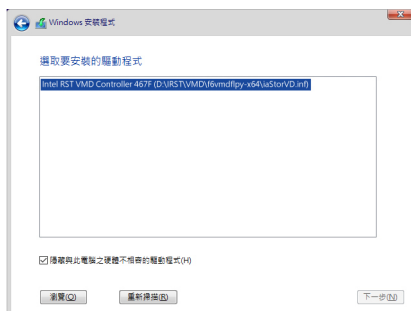 Windows 安裝程式
選取要安裝的驅動程式
Intel RST VMD Controller 467F (D:\IRST\VMD\f6vmdflpy-x64\iaStorVD.inf)
隱藏與此電腦之硬體不相容的驅動程式(H)
瀏覽(O)
重新掃描(R)
下一步(N)